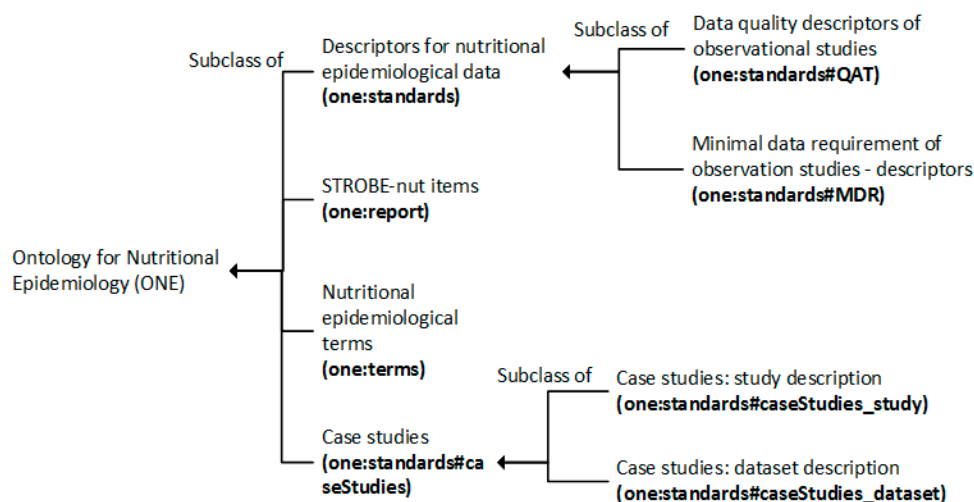 Subclass of
Descriptors for nutritional
epidemiological data
(one:standards)
Subclass of
Data quality descriptors of
observational studies
(one:standards#QAT)
Minimal data requirement of
observation studies - descriptors
(one:standards#MDR)
STROBE-nut items
(one:report)
Ontology for Nutritional
Epidemiology (ONE)
Nutritional
epidemiological
terms
(one:terms)
Case studies
(one:standards#ca
seStudies)
Subclass of
Case studies: study description
(one:standards#caseStudies_study)
Case studies: dataset description
(one:standards#caseStudies_dataset)